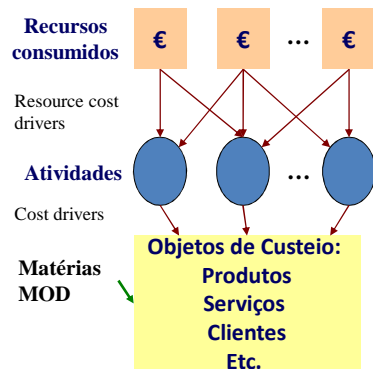 Recursos
consumidos
€ € ... €
Resource cost
drivers
Atividades
...
Cost drivers
Matérias
MOD
Objetos de Custeio:
Produtos
Serviços
Clientes
Etc.